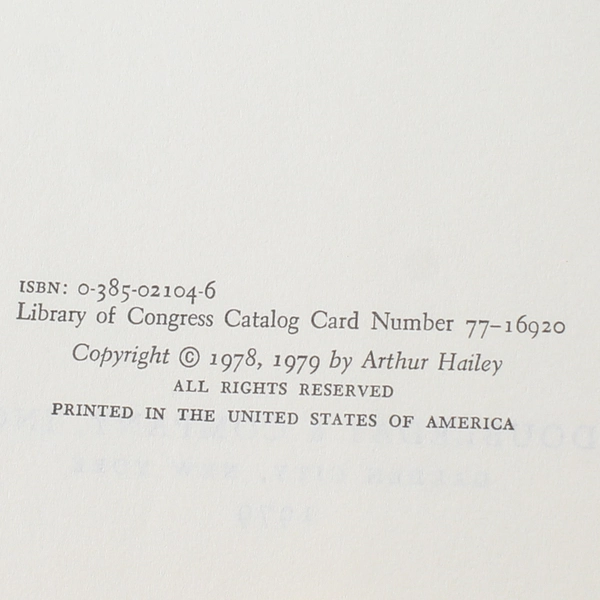 ISBN: 0-385-02104-6
Library of Congress Catalog Card Number 77-16920
Copyright © 1978, 1979 by Arthur Hailey
ALL RIGHTS RESERVED
PRINTED IN THE UNITED STATES OF AMERICA